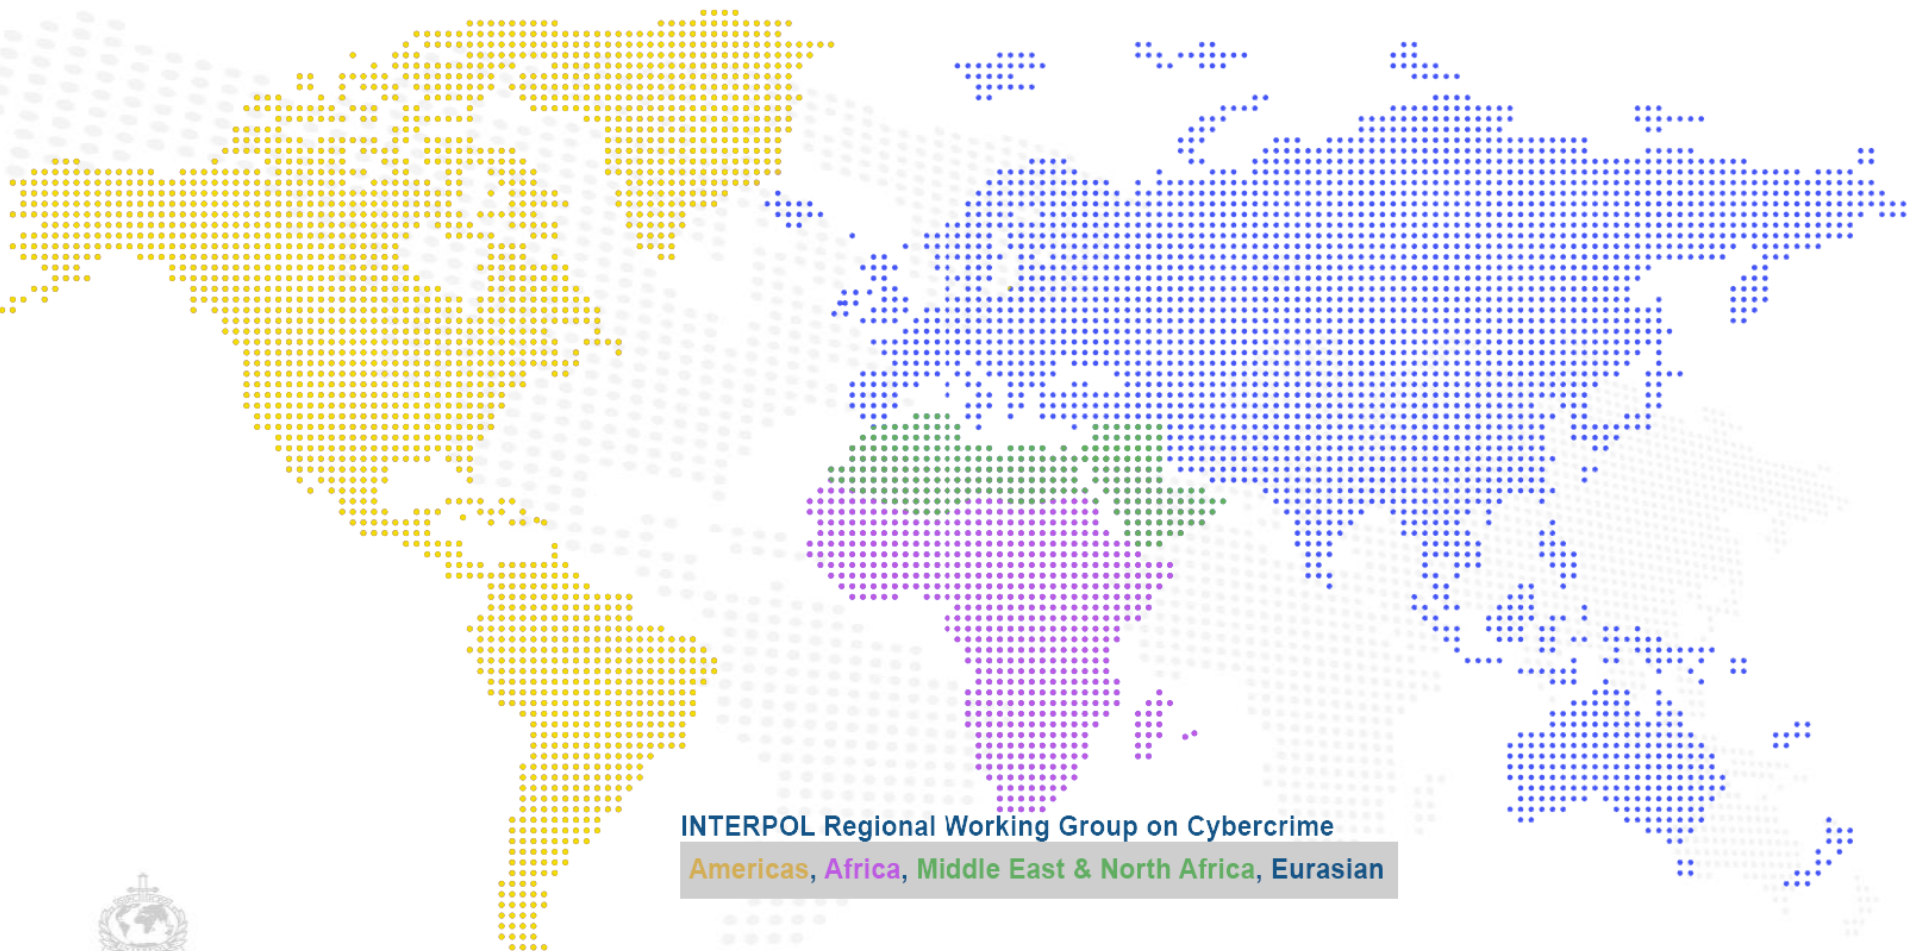 INTERPOL Regional Working Group on Cybercrime
Americas, Africa, Middle East & North Africa, Eurasian